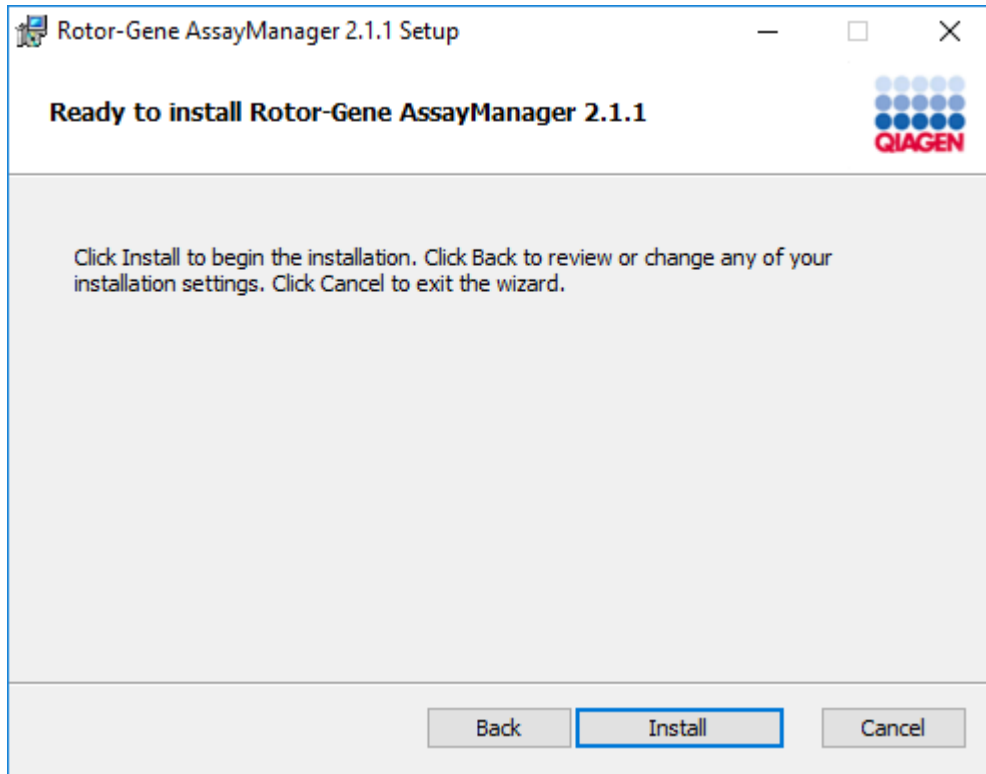 Rotor-Gene AssayManager 2.1.1 Setup
Ready to install Rotor-Gene AssayManager 2.1.1
QIAGEN
Click Install to begin the installation. Click Back to review or change any of your
installation settings. Click Cancel to exit the wizard.
Back
Install
Cancel